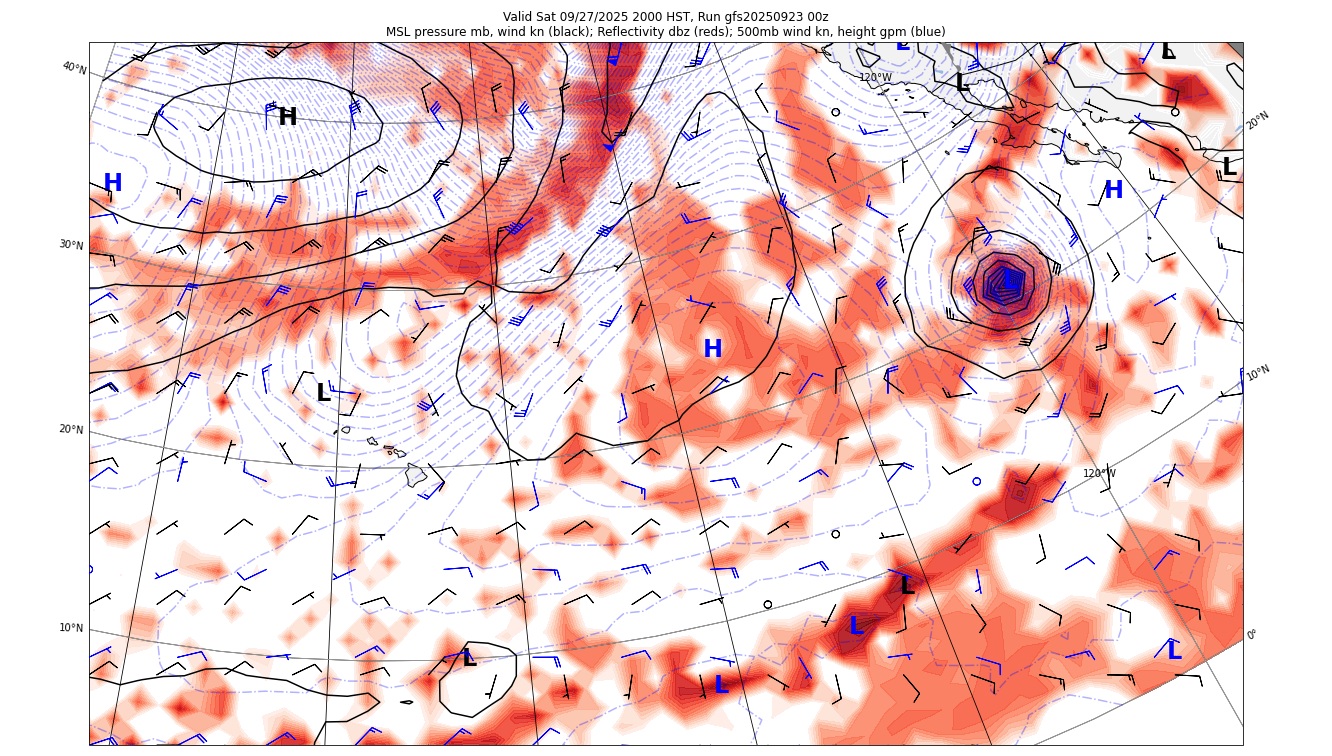 Valid Sat 09/27/2025 2000 HST, Run gfs20250923 00z
MSL pressure mb, wind kn (black); Reflectivity dbz (reds); 500mb wind kn, height gpm (blue)
L
L
40°N
120°W
L
H
20°N
L
H
H
30°N
L
H
10°N
L
20°N
120°W
L
L
10°N
0°
L
L
L